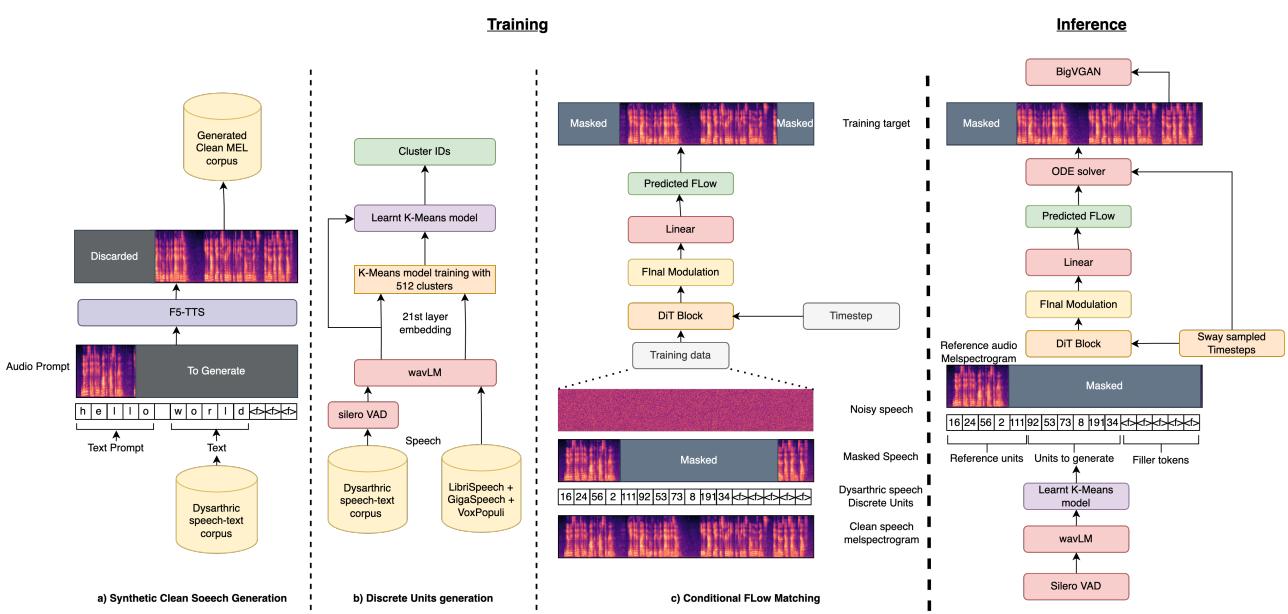 Training
Inference
Generated
Clean MEL
corpus
Discarded
F5-TTS
Audio Prompt
To Generate
h e l l o w o r l d <f> <f> <f>
Text Prompt
Text
Dysarthric
speech-text
corpus
a) Synthetic Clean Soeech Generation
Cluster IDs
Learnt K-Means model
K-Means model training with
512 clusters
21st layer
embedding
wavLM
silero VAD
Speech
Dysarthric
speech-text
corpus
LibriSpeech +
GigaSpeech +
VoxPopuli
b) Discrete Units generation
Masked
Masked
Training target
Predicted FLow
Linear
FInal Modulation
DiT Block
Timestep
Training data
Noisy speech
Masked
Masked Speech
16 24 56 2 111 92 53 73 8 191 34 <f> <f> <f> <f> <f>
Dysarthric speech
Discrete Units
Clean speech
melspectrogram
c) Conditional FLow Matching
BigVGAN
Masked
ODE solver
Predicted FLow
Linear
FInal Modulation
DiT Block
Sway sampled
Timesteps
Reference audio
Melspectrogram
Masked
16 24 56 2 111 92 53 73 8 191 34 <f> <f> <f> <f> <f>
Reference units
Units to generate
Filler tokens
Learnt K-Means
model
wavLM
Silero VAD